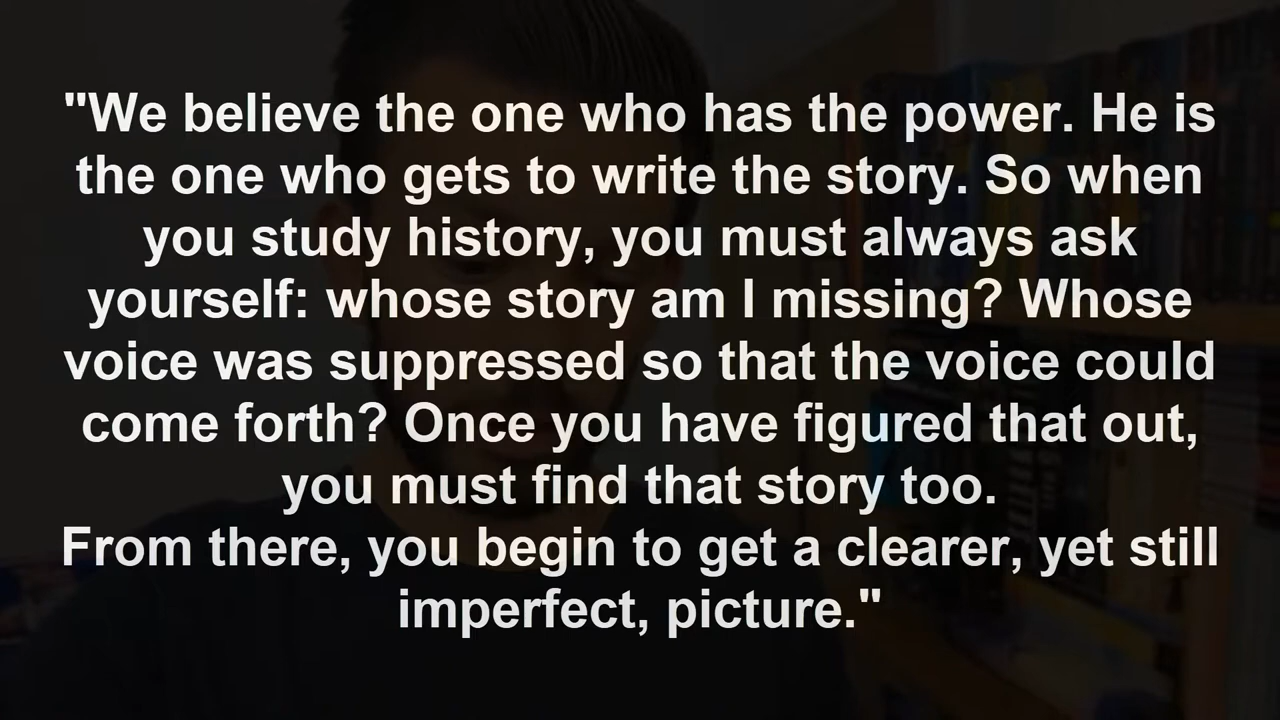 "We believe the one who has the power. He is
the one who gets to write the story. So when
you study history, you must always ask
yourself: whose story am I missing? Whose
voice was suppressed so that the voice could
come forth? Once you have figured that out,
you must find that story too.
From there, you begin to get a clearer, yet still
imperfect, picture."